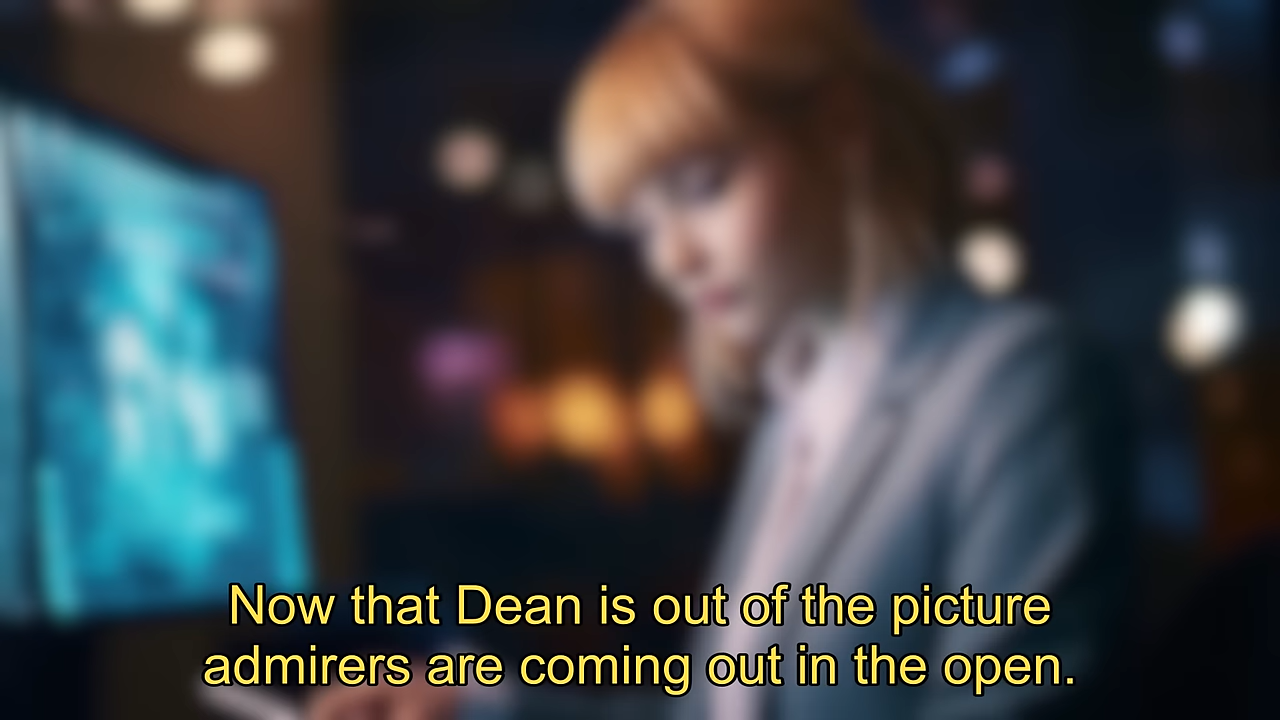 Now that Dean is out of the picture
admirers are coming out in the open.